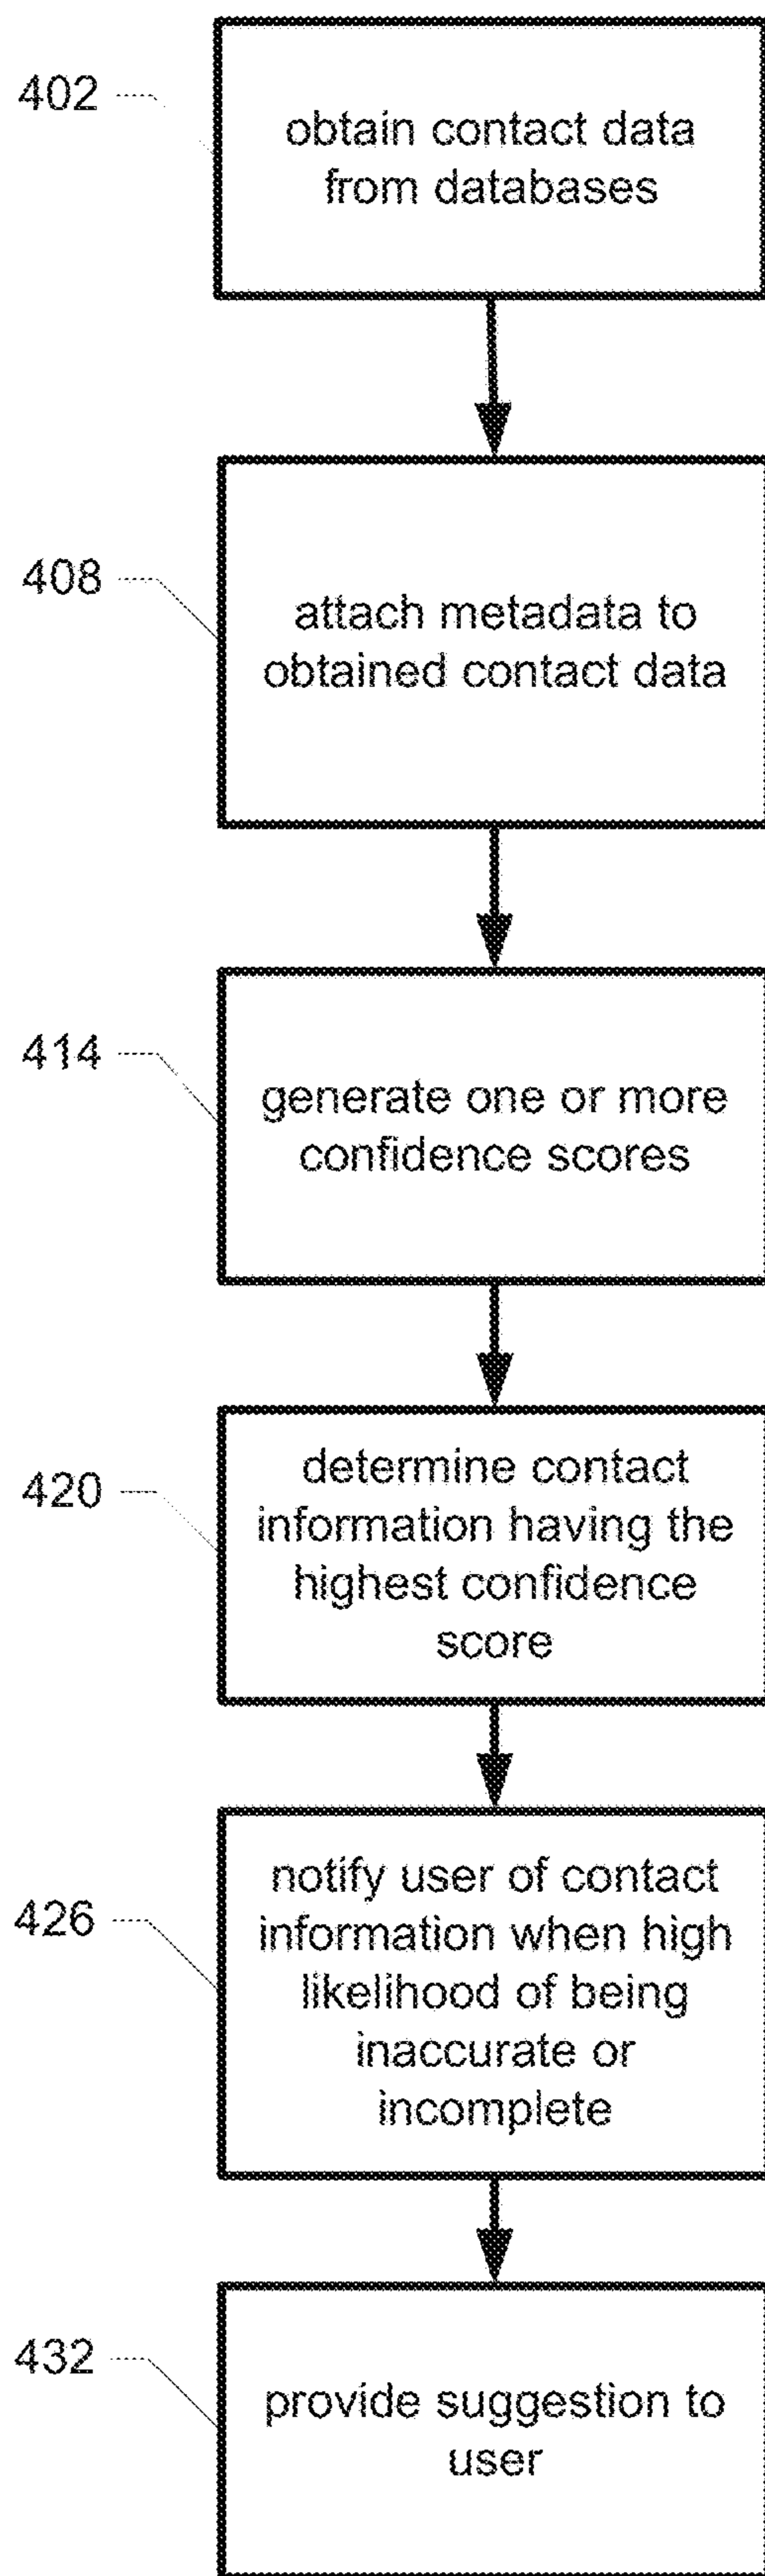 402
obtain contact data
from databases
408
attach metadata to
obtained contact data
414
generate one or more
confidence scores
420
determine contact
information having the
highest confidence
score
426
notify user of contact
information when high
likelihood of being
inaccurate or
incomplete
432
provide suggestion to
user